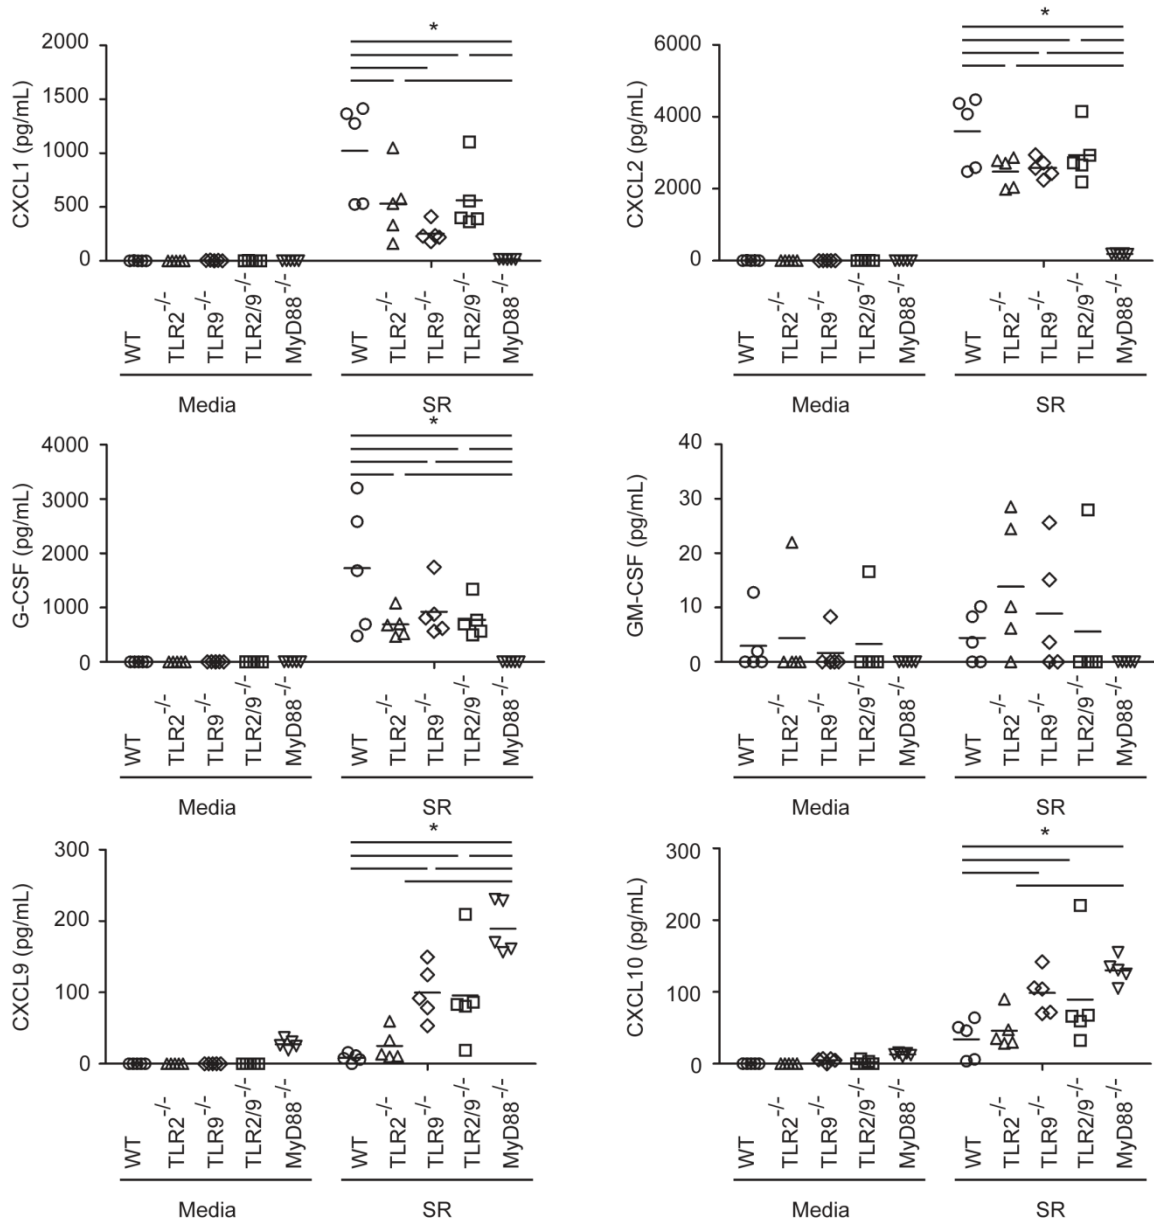 CXCL1 (pg/mL)
2000
1500
1000
500
0
*
WT
TLR2-/-
TLR9-/-
TLR2/9-/-
MyD88-/-
WT
TLR2-/-
TLR9-/-
TLR2/9-/-
MyD88-/-
Media
SR
CXCL2 (pg/mL)
6000
4000
2000
0
*
WT
TLR2-/-
TLR9-/-
TLR2/9-/-
MyD88-/-
WT
TLR2-/-
TLR9-/-
TLR2/9-/-
MyD88-/-
Media
SR
G-CSF (pg/mL)
4000
3000
2000
1000
0
*
WT
TLR2-/-
TLR9-/-
TLR2/9-/-
MyD88-/-
WT
TLR2-/-
TLR9-/-
TLR2/9-/-
MyD88-/-
Media
SR
GM-CSF (pg/mL)
40
30
20
10
0
WT
TLR2-/-
TLR9-/-
TLR2/9-/-
MyD88-/-
WT
TLR2-/-
TLR9-/-
TLR2/9-/-
MyD88-/-
Media
SR
CXCL9 (pg/mL)
300
200
100
0
*
WT
TLR2-/-
TLR9-/-
TLR2/9-/-
MyD88-/-
WT
TLR2-/-
TLR9-/-
TLR2/9-/-
MyD88-/-
Media
SR
CXCL10 (pg/mL)
300
200
100
0
*
WT
TLR2-/-
TLR9-/-
TLR2/9-/-
MyD88-/-
WT
TLR2-/-
TLR9-/-
TLR2/9-/-
MyD88-/-
Media
SR